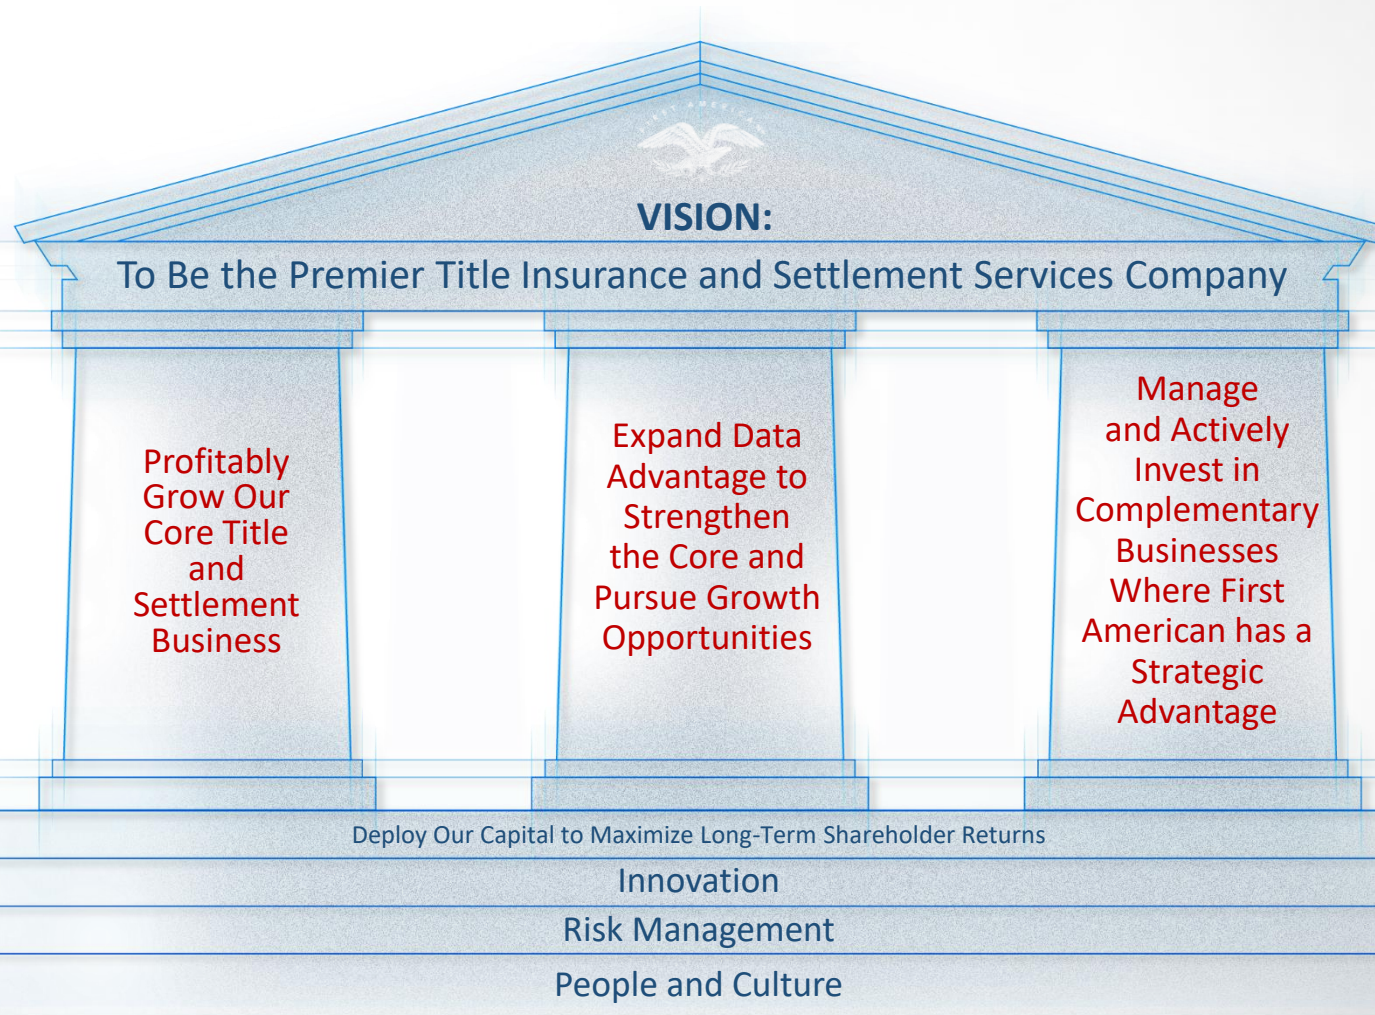 FIRST AMERICAN
VISION:
To Be the Premier Title Insurance and Settlement Services Company
Profitably
Grow Our
Core Title
and
Settlement
Business
Expand Data
Advantage to
Strengthen
the Core and
Pursue Growth
Opportunities
Manage
and Actively
Invest in
Complementary
Businesses
Where First
American has a
Strategic
Advantage
Deploy Our Capital to Maximize Long-Term Shareholder Returns
Innovation
Risk Management
People and Culture